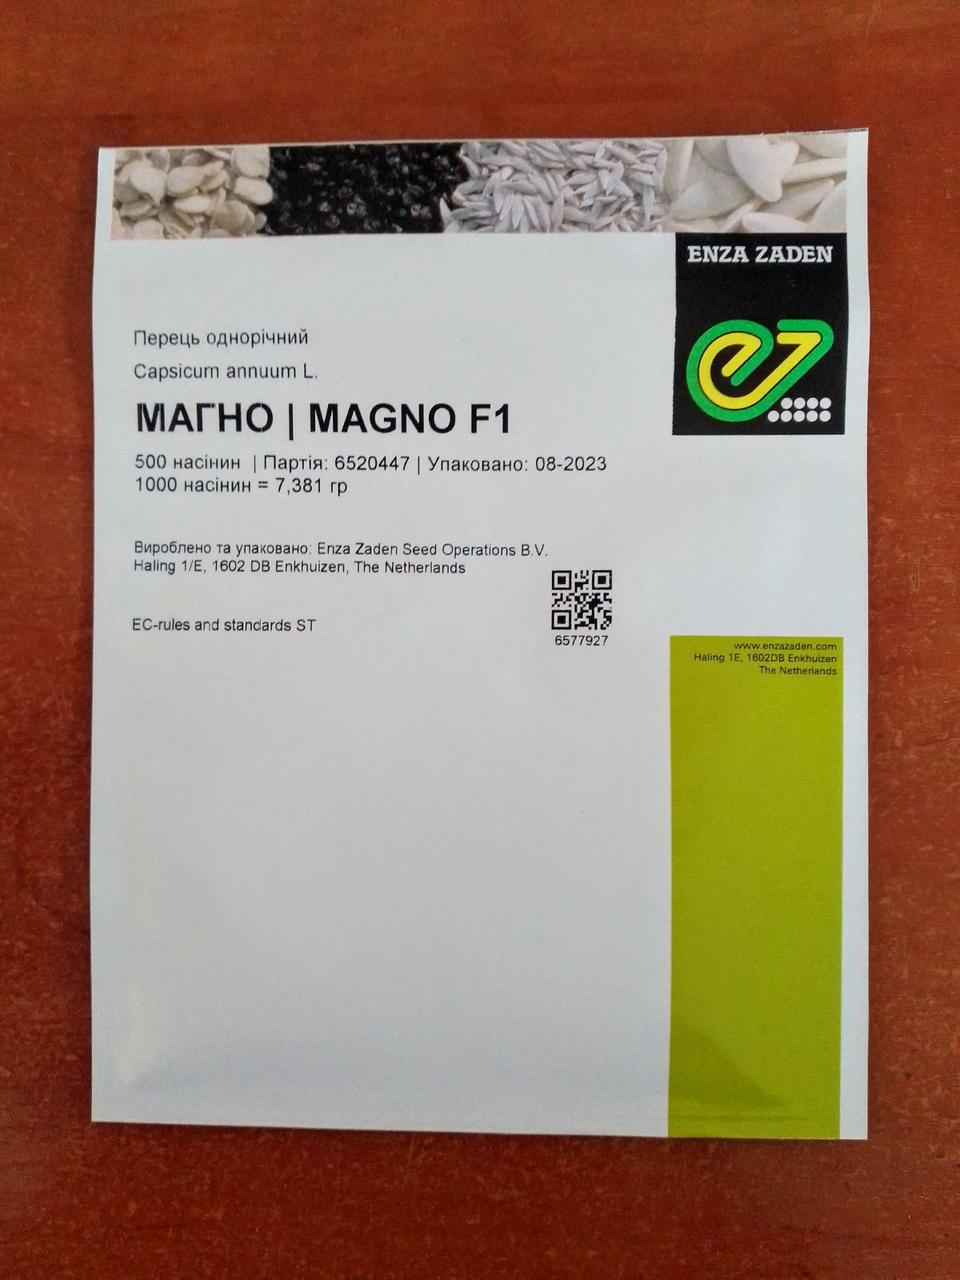 ENZA ZADEN
Перець однорічний
Capsicum annuum L.
МАГНО | MAGNO F1
500 насінин | Партія: 6520447 | Упаковано: 08-2023
1000 насінин = 7,381 гр
Вироблено та упаковано: Enza Zaden Seed Operations B.V.
Haling 1/E, 1602 DB Enkhuizen, The Netherlands
EC-rules and standards ST
6577927
www.enzazaden.com
Haling 1E, 1602DB Enkhuizen
The Netherlands